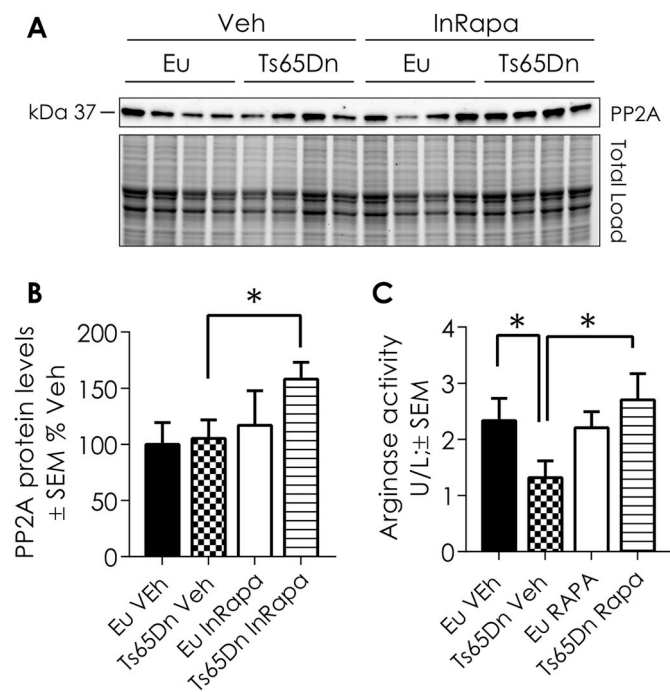 A
Veh
InRapa
Eu
Ts65Dn
Eu
Ts65Dn
kDa 37
PP2A
Total Load
B
*
PP2A protein levels
± SEM % Veh
200
150
100
50
0
Eu VEh
Ts65Dn Veh
Eu InRapa
Ts65Dn InRapa
C
*
*
Arginase activity
U/L;± SEM
4
3
2
1
0
Eu VEh
Ts65Dn Veh
Eu RAPA
Ts65Dn Rapa